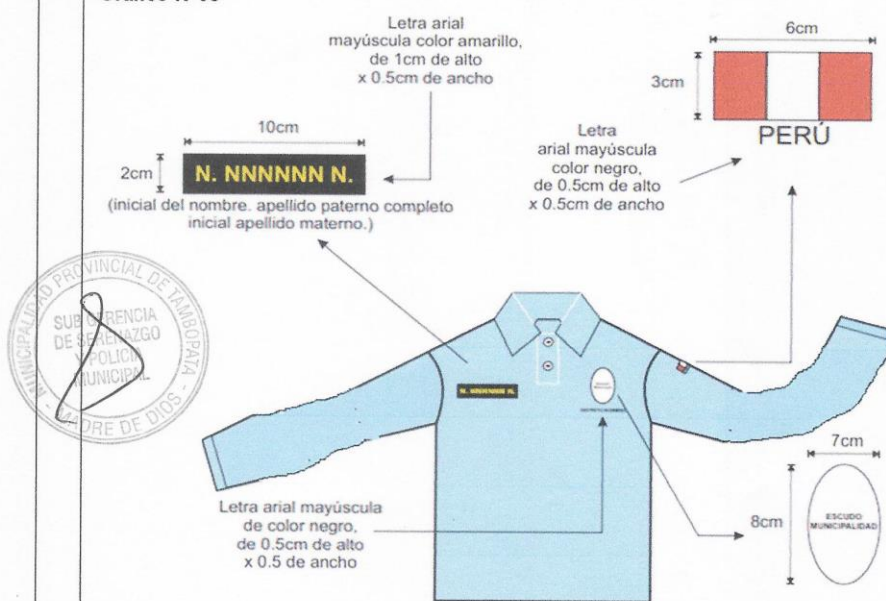 Letra arial
mayúscula color amarillo,
de 1cm de alto
x 0.5cm de ancho
6cm
3cm
PERÚ
10cm
2cm
N. NNNNNN N.
(inicial del nombre. apellido paterno completo
inicial apellido materno.)
Letra
arial mayúscula
color negro,
de 0.5cm de alto
x 0.5cm de ancho
MUNICIPALIDAD PROVINCIAL DE TAMBOPATA
SUB GERENCIA
DE SERENAZGO
Y POLICIA
MUNICIPAL
- MADRE DE DIOS -
N. NNNNNNN N.
Letra arial mayúscula
de color negro,
de 0.5cm de alto
x 0.5 de ancho
7cm
8cm
ESCUDO
MUNICIPALIDAD